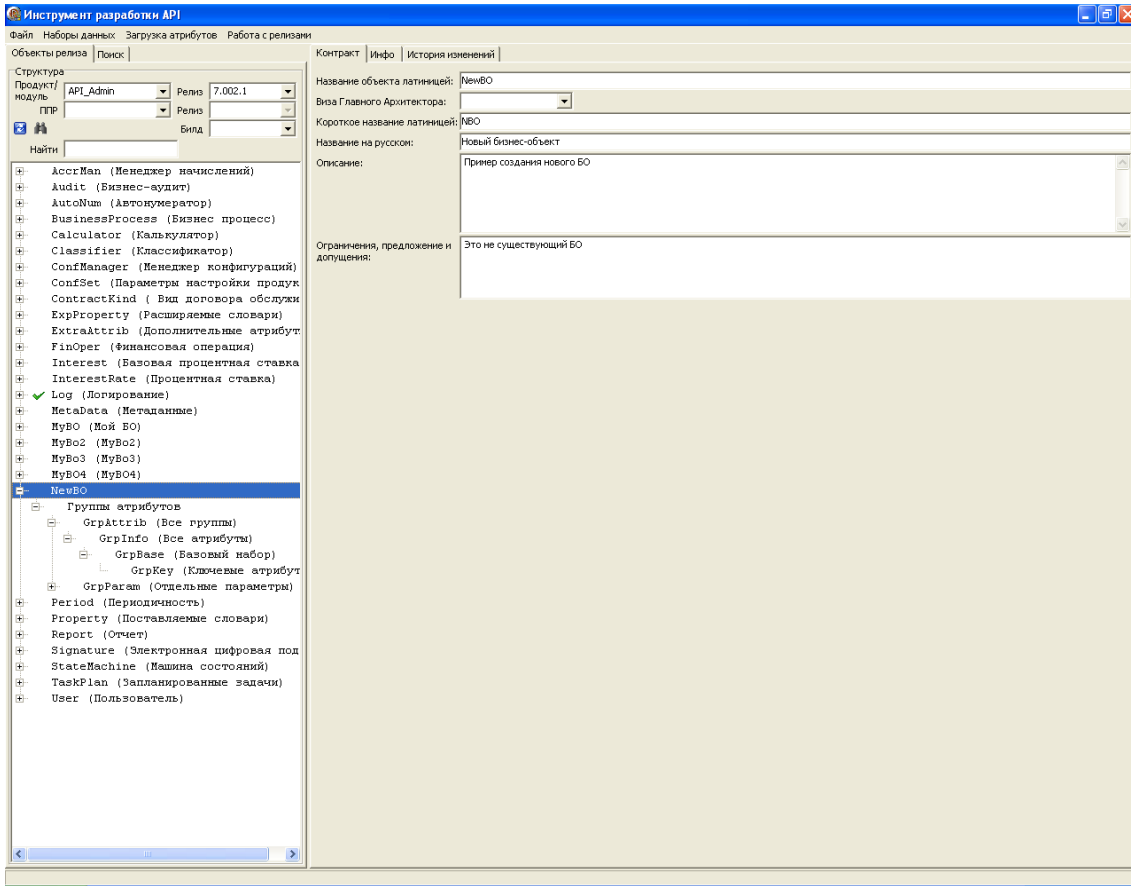 Инструмент разработки API
Файл Наборы данных Загрузка атрибутов Работа с релизами
Объекты релиза Поиск
Структура
Продукт/модуль API_Admin Релиз 7.002.1
ППР Релиз
Билд
Найти
AccrMan (Менеджер начислений)
Audit (Бизнес-аудит)
AutoNum (Автонумератор)
BusinessProcess (Бизнес процесс)
Calculator (Калькулятор)
Classifier (Классификатор)
ConfManager (Менеджер конфигураций)
ConfSet (Параметры настройки продук
ContractKind ( Вид договора обслужи
ExpProperty (Расширяемые словари)
ExtraAttrib (Дополнительные атрибут
FinOper (Финансовая операция)
Interest (Базовая процентная ставка
InterestRate (Процентная ставка)
Log (Логирование)
MetaData (Метаданные)
MyBO (Мой БО)
MyBo2 (MyBo2)
MyBo3 (MyBo3)
MyBO4 (MyBO4)
NewBO
Группы атрибутов
GrpAttrib (Все группы)
GrpInfo (Все атрибуты)
GrpBase (Базовый набор)
GrpKey (Ключевые атрибут
GrpParam (Отдельные параметры)
Period (Периодичность)
Property (Поставляемые словари)
Report (Отчет)
Signature (Электронная цифровая под
StateMachine (Машина состояний)
TaskPlan (Запланированные задачи)
User (Пользователь)
Контракт Инфо История изменений
Название объекта латиницей: NewBO
Виза Главного Архитектора:
Короткое название латиницей: NBO
Название на русском: Новый бизнес-объект
Описание: Пример создания нового БО
Ограничения, предложение и допущения: Это не существующий БО